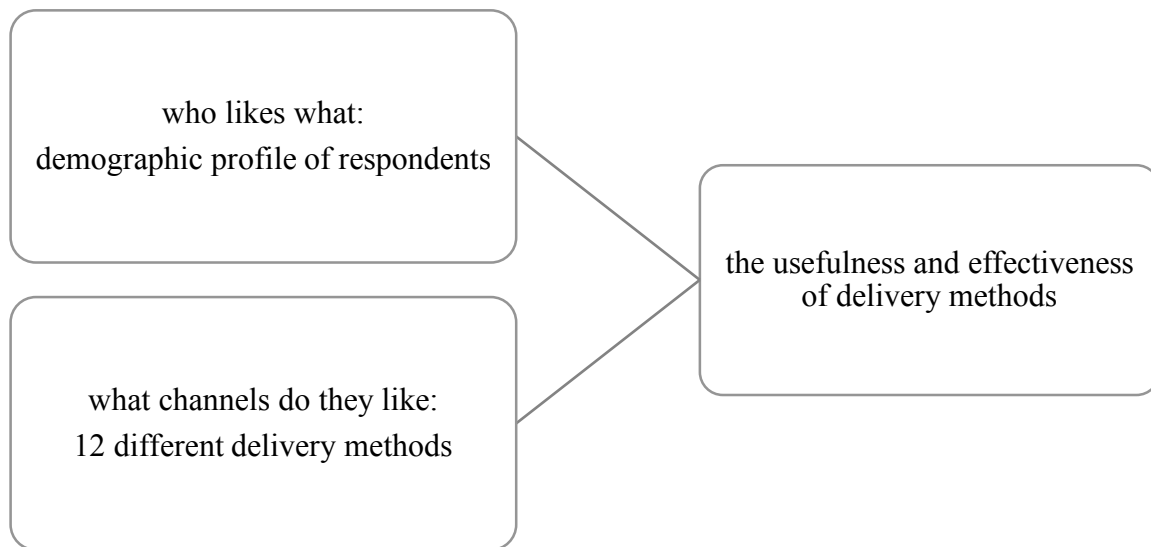 who likes what:
demographic profile of respondents
what channels do they like:
12 different delivery methods
the usefulness and effectiveness
of delivery methods